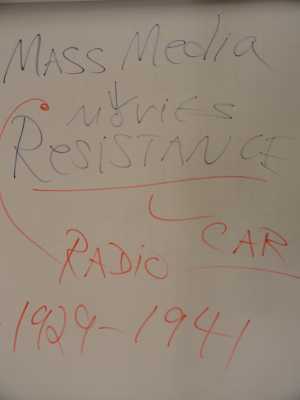 Mass Media
Movies
Resistance
Car
Radio
1929-1941